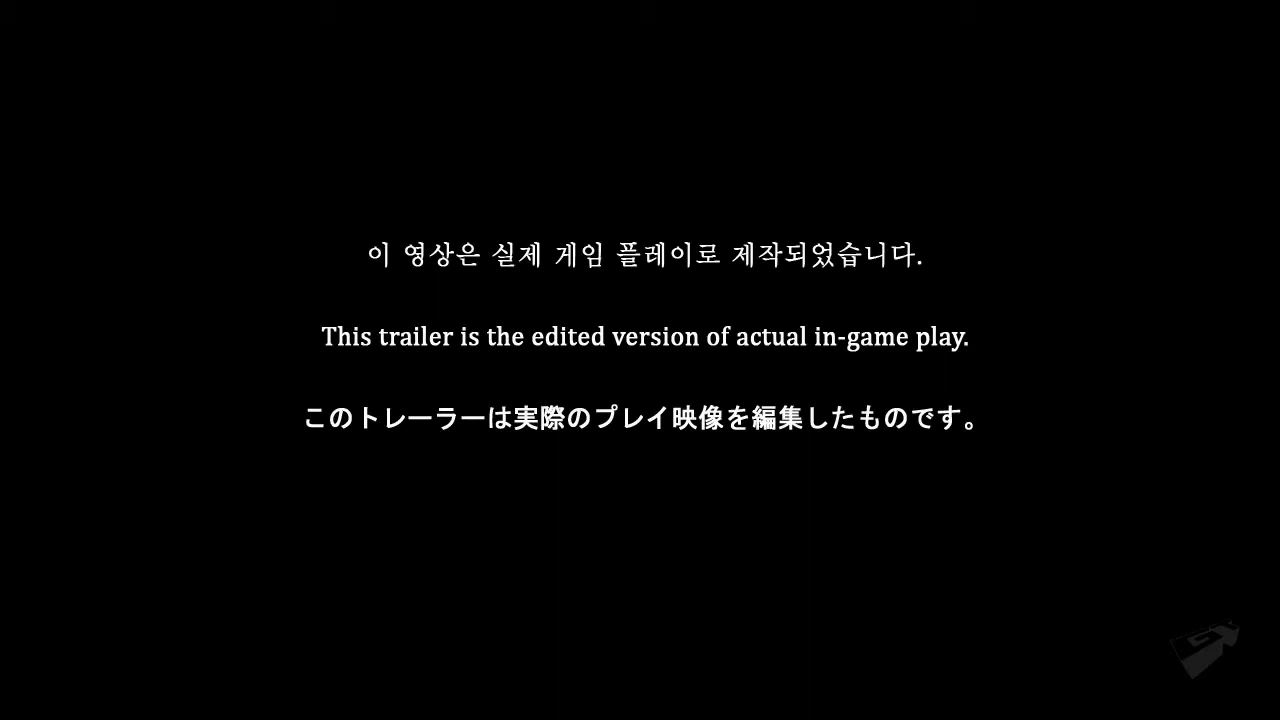 이 영상은 실제 게임 플레이로 제작되었습니다.
This trailer is the edited version of actual in-game play.
このトレーラーは実際のプレイ映像を編集したものです。